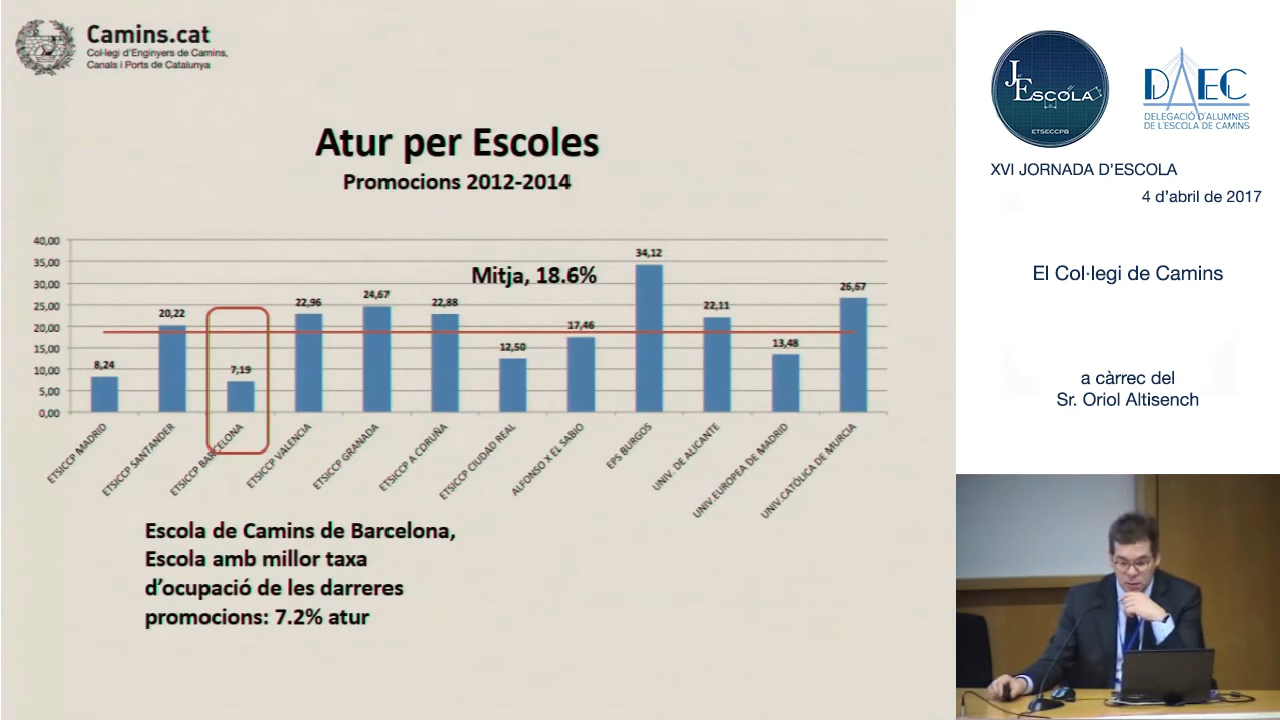 Camins.cat
Col·legi d'Enginyers de Camins,
Canals i Ports de Catalunya
Atur per Escoles
Promocions 2012-2014
40,00
35,00
30,00
25,00
20,00
15,00
10,00
5,00
0,00
Mitja, 18.6%
8,24
20,22
7,19
22,96
24,67
22,88
12,50
17,46
34,12
22,11
13,48
26,67
ETSICCP MADRID
ETSICCP SANTANDER
ETSICCP BARCELONA
ETSICCP VALENCIA
ETSICCP GRANADA
ETSICCP A CORUÑA
ETSICCP CIUDAD REAL
ALFONSO X EL SABIO
EPS BURGOS
UNIV. DE ALICANTE
UNIV.EUROPEA DE MADRID
UNIV.CATÓLICA DE MURCIA
Escola de Camins de Barcelona,
Escola amb millor taxa
d'ocupació de les darreres
promocions: 7.2% atur
J
ESCOLA
ETSECCPB
DAEC
DELEGACIÓ D'ALUMNES
DE L'ESCOLA DE CAMINS
XVI JORNADA D'ESCOLA
4 d'abril de 2017
El Col·legi de Camins
a càrrec del
Sr. Oriol Altisench